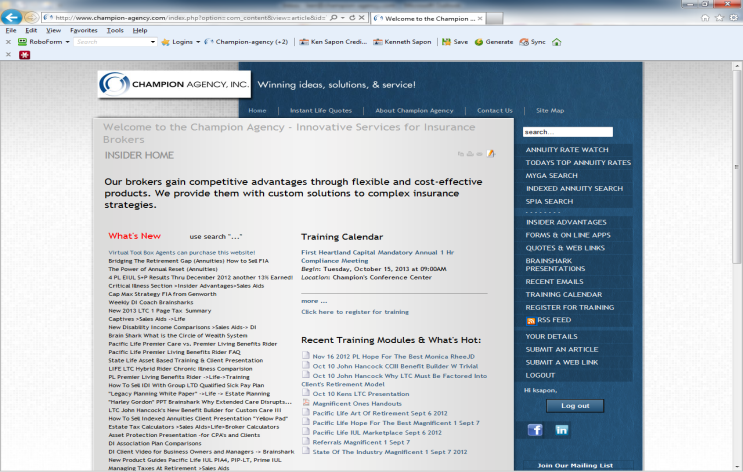 http://www.champion-agency.com/index.php?option=com_content&view=article&id=
Welcome to the Champion ...
File Edit View Favorites Tools Help
RoboForm Search Logins Champion-agency (+2) Ken Sapon Credi... Kenneth Sapon Save Generate Sync
CHAMPION AGENCY, INC.
Winning ideas, solutions, & service!
Home Instant Life Quotes About Champion Agency Contact Us Site Map
Welcome to the Champion Agency - Innovative Services for Insurance
Brokers
INSIDER HOME
Our brokers gain competitive advantages through flexible and cost-effective
products. We provide them with custom solutions to complex insurance
strategies.
What's New use search "..."
Virtual Tool Box Agents can purchase this website!
Bridging The Retirement Gap (Annuities) How to Sell FIA
The Power of Annual Reset (Annuities)
4 PL EIUL S+P Results Thru December 2012 another 13% Earned!
Critical Illness Section >Insider Advantages>Sales Aids
Cap Max Strategy FIA from Genworth
Weekly DI Coach Brainsharks
New 2013 LTC 1 Page Tax Summary
Captives >Sales Aids ->Life
New Disability Income Comparisons >Sales Aids-> DI
Brain Shark What is the Circle of Wealth System
Pacific Life Premier Care vs. Premier Living Benefits Rider
Pacific Life Premier Living Benefits Rider FAQ
State Life Asset Based Training & Client Presentation
LIFE LTC Hybrid Rider Chronic Illness Comparision
PL Premier Living Benefits Rider ->Life->Training
How To Sell IDI With Group LTD Qualified Sick Pay Plan
"Legacy Planning White Paper" ->Life -> Estate Planning
"Harley Gordon" PPT Brainshark Why Extended Care Disrupts...
LTC John Hancock's New Benefit Builder for Custom Care III
How To Sell Indexed Annuities Client Presentation "Yellow Pad"
Estate Tax Calculators >Sales Aids>Life>Broker Calculators
Asset Protection Presentation -for CPA's and Clients
DI Association Plan Comparisons
DI Client Video for Business Owners and Managers -> Brainshark
New Product Guides Pacific Life IUL PIA4, PIP-LT, Prime IUL
Managing Taxes At Retirement >Sales Aids
Training Calendar
First Heartland Capital Mandatory Annual 1 Hr
Compliance Meeting
Begin: Tuesday, October 15, 2013 at 09:00AM
Location: Champion's Conference Center
more ...
Click here to register for training
Recent Training Modules & What's Hot:
Nov 16 2012 PL Hope For The Best Monica RheeJD
Oct 10 John Hancock CCIII Benefit Builder W Trivial
Oct 10 John Hancock Why LTC Must Be Factored Into
Client's Retirement Model
Oct 10 Kens LTC Presentation
Magnificent Ones Handouts
Pacific Life Art Of Retirement Sept 6 2012
Pacific Life Hope For The Best Magnificent 1 Sept 7
Pacific Life IUL Marketplace Sept 6 2012
Referrals Magnificent 1 Sept 7
State Of The Industry Magnificent 1 Sept 7 2012
search...
ANNUITY RATE WATCH
TODAYS TOP ANNUITY RATES
MYGA SEARCH
INDEXED ANNUITY SEARCH
SPIA SEARCH
--------
INSIDER ADVANTAGES
FORMS & ON LINE APPS
QUOTES & WEB LINKS
BRAINSHARK
PRESENTATIONS
RECENT EMAILS
TRAINING CALENDAR
REGISTER FOR TRAINING
RSS FEED
YOUR DETAILS
SUBMIT AN ARTICLE
SUBMIT A WEB LINK
LOGOUT
Hi ksapon,
Log out
f in
Join Our Mailing List